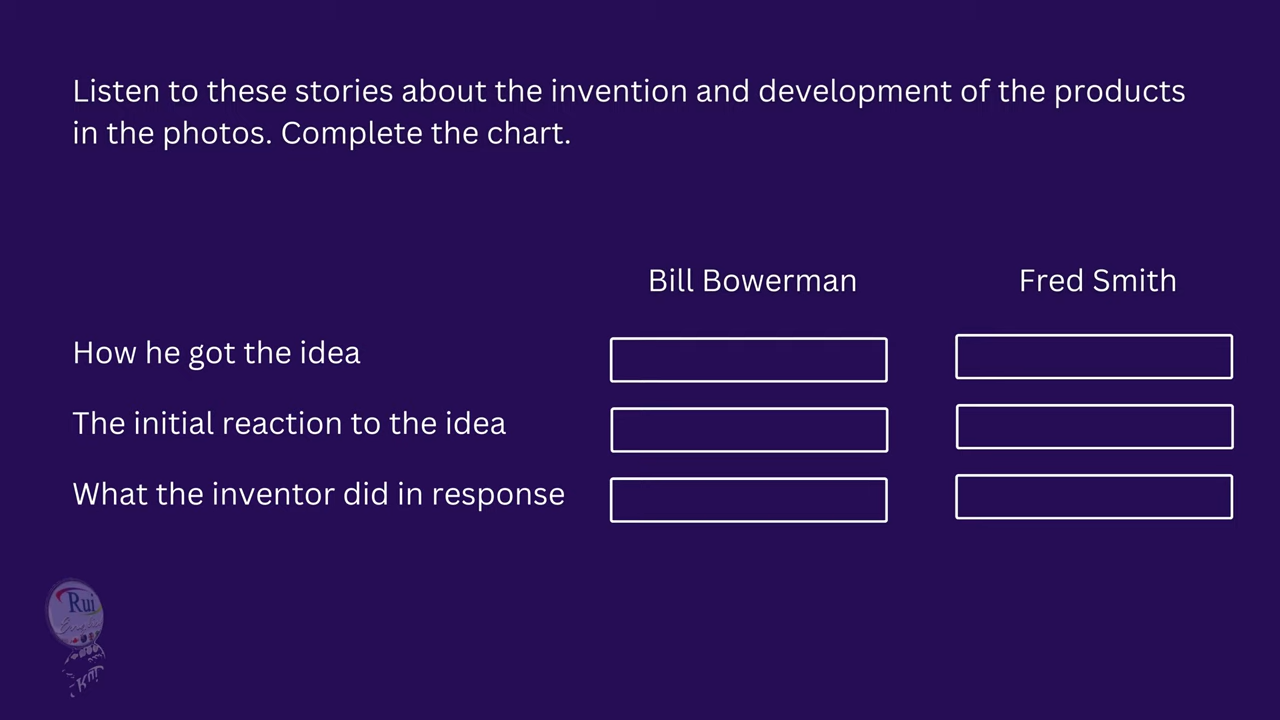 Listen to these stories about the invention and development of the products
in the photos. Complete the chart.
Bill Bowerman Fred Smith
How he got the idea
The initial reaction to the idea
What the inventor did in response
Rui